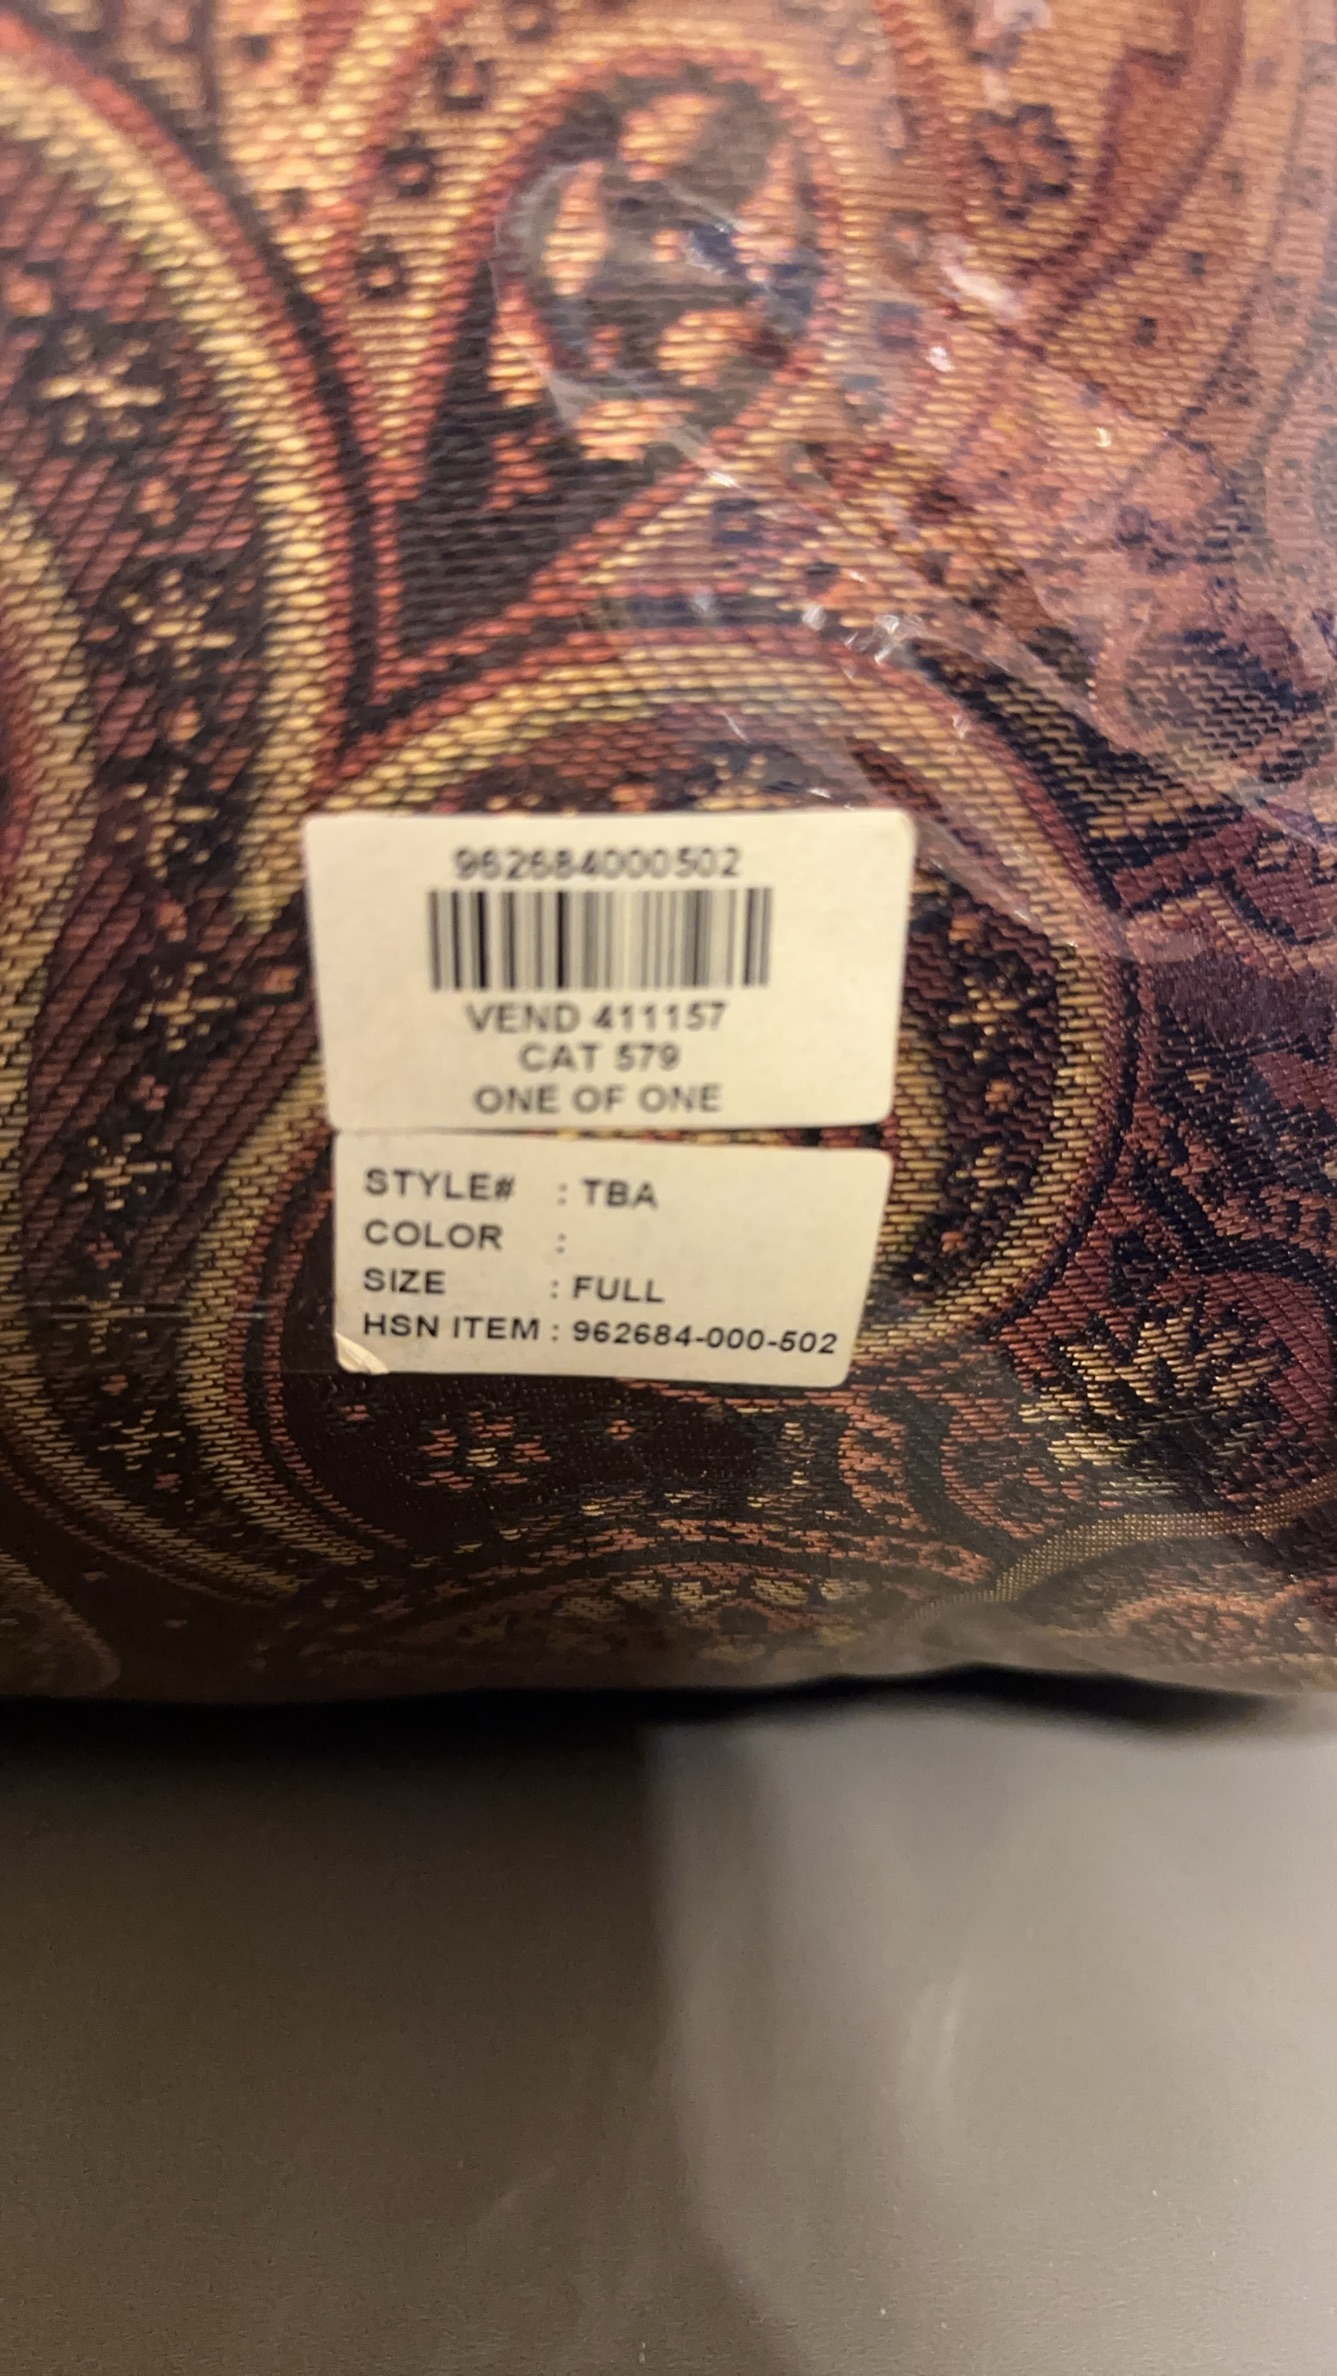 962684000502
VEND 411157
CAT 579
ONE OF ONE
STYLE# : TBA
COLOR :
SIZE : FULL
HSN ITEM : 962684-000-502